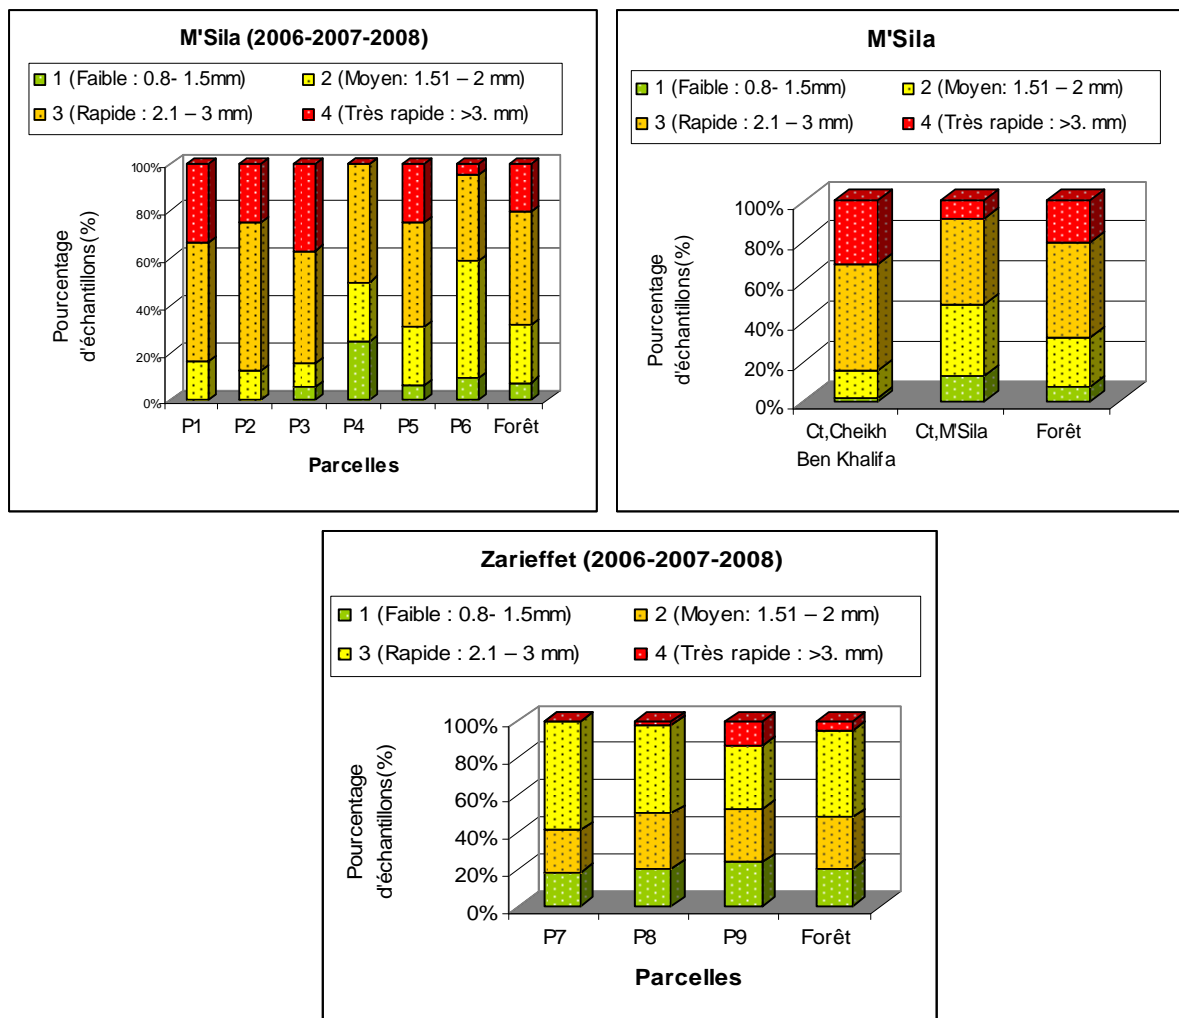 M'Sila (2006-2007-2008)
1 (Faible : 0.8- 1.5mm) 2 (Moyen: 1.51 – 2 mm)
3 (Rapide : 2.1 – 3 mm) 4 (Très rapide : >3. mm)
100%
80%
60%
40%
20%
0%
Pourcentage
d'échantillons(%)
P1 P2 P3 P4 P5 P6 Forêt
Parcelles
M'Sila
1 (Faible : 0.8- 1.5mm) 2 (Moyen: 1.51 – 2 mm)
3 (Rapide : 2.1 – 3 mm) 4 (Très rapide : >3. mm)
100%
80%
60%
40%
20%
0%
Pourcentage
d'échantillons(%)
Ct,Cheikh Ct,M'Sila Forêt
Ben Khalifa
Zarieffet (2006-2007-2008)
1 (Faible : 0.8- 1.5mm) 2 (Moyen: 1.51 – 2 mm)
3 (Rapide : 2.1 – 3 mm) 4 (Très rapide : >3. mm)
100%
80%
60%
40%
20%
0%
Pourcentage
d'échantillons(%)
P7 P8 P9 Forêt
Parcelles